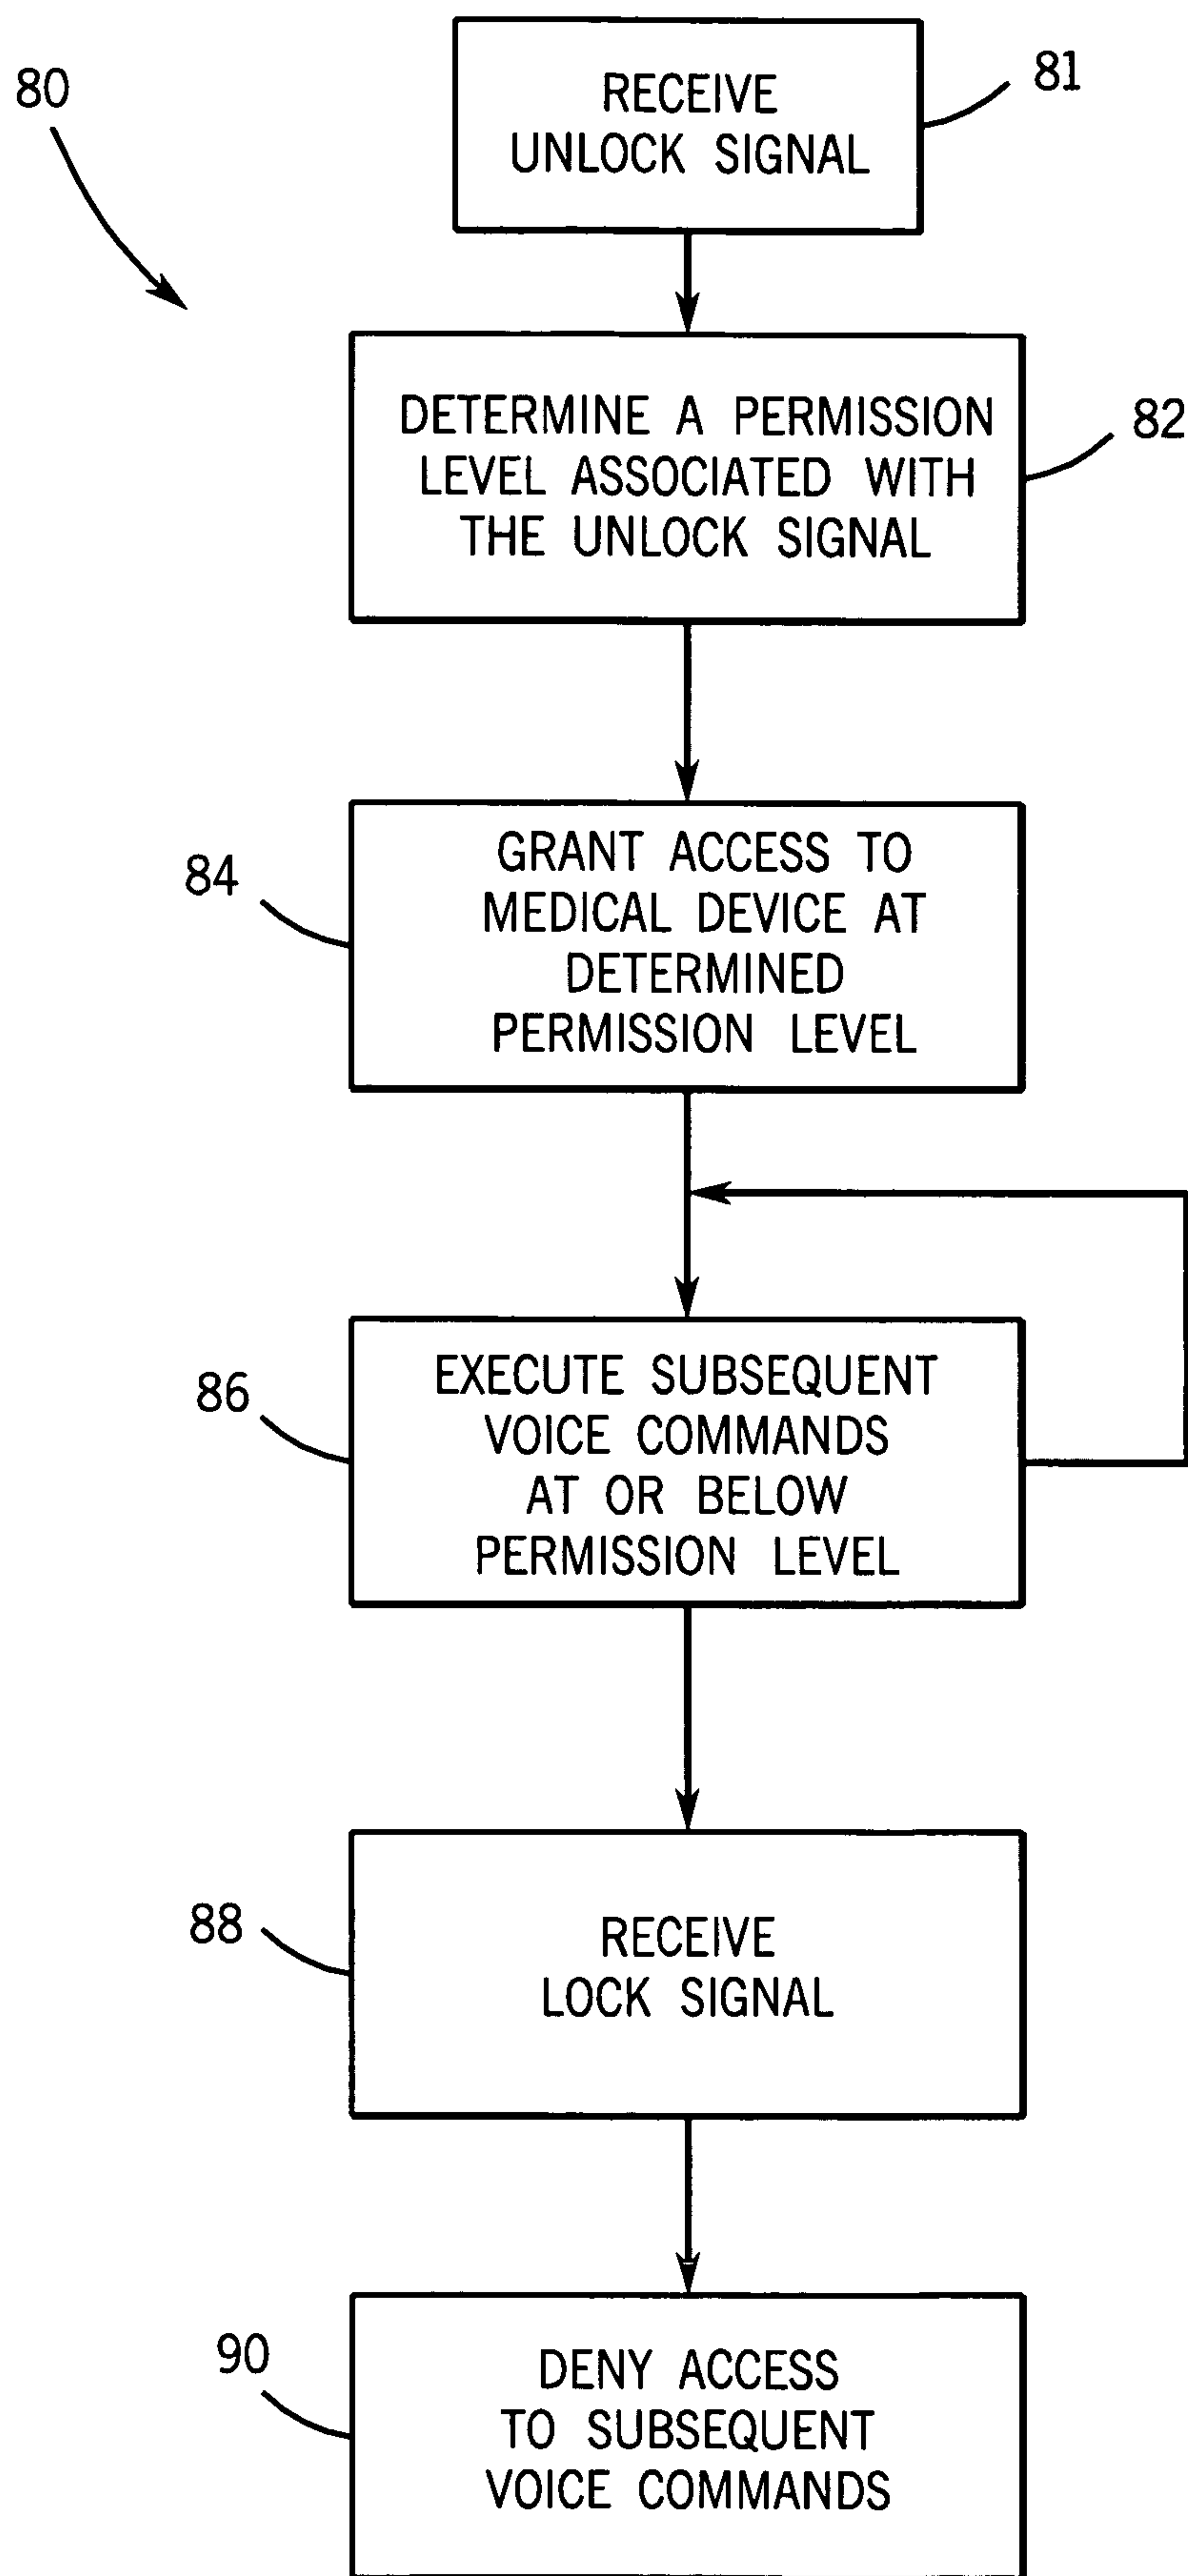 80
RECEIVE
UNLOCK SIGNAL
81
DETERMINE A PERMISSION
LEVEL ASSOCIATED WITH
THE UNLOCK SIGNAL
82
84
GRANT ACCESS TO
MEDICAL DEVICE AT
DETERMINED
PERMISSION LEVEL
86
EXECUTE SUBSEQUENT
VOICE COMMANDS
AT OR BELOW
PERMISSION LEVEL
88
RECEIVE
LOCK SIGNAL
90
DENY ACCESS
TO SUBSEQUENT
VOICE COMMANDS